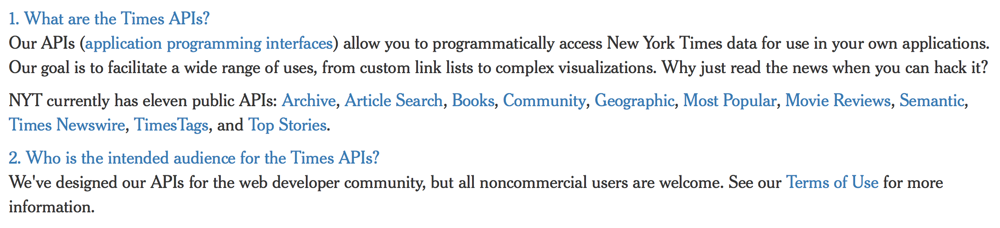 1. What are the Times APIs?
Our APIs (application programming interfaces) allow you to programmatically access New York Times data for use in your own applications.
Our goal is to facilitate a wide range of uses, from custom link lists to complex visualizations. Why just read the news when you can hack it?
NYT currently has eleven public APIs: Archive, Article Search, Books, Community, Geographic, Most Popular, Movie Reviews, Semantic,
Times Newswire, TimesTags, and Top Stories.
2. Who is the intended audience for the Times APIs?
We've designed our APIs for the web developer community, but all noncommercial users are welcome. See our Terms of Use for more
information.